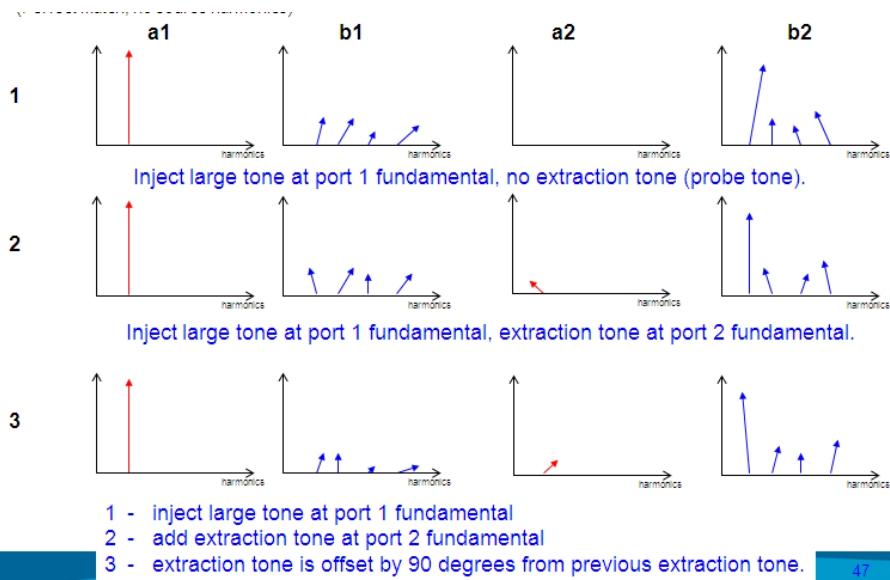 a1 b1 a2 b2
1
harmonics harmonics harmonics harmonics
Inject large tone at port 1 fundamental, no extraction tone (probe tone).
2
harmonics harmonics harmonics harmonics
Inject large tone at port 1 fundamental, extraction tone at port 2 fundamental.
3
harmonics harmonics harmonics harmonics
1 - inject large tone at port 1 fundamental
2 - add extraction tone at port 2 fundamental
3 - extraction tone is offset by 90 degrees from previous extraction tone.
47